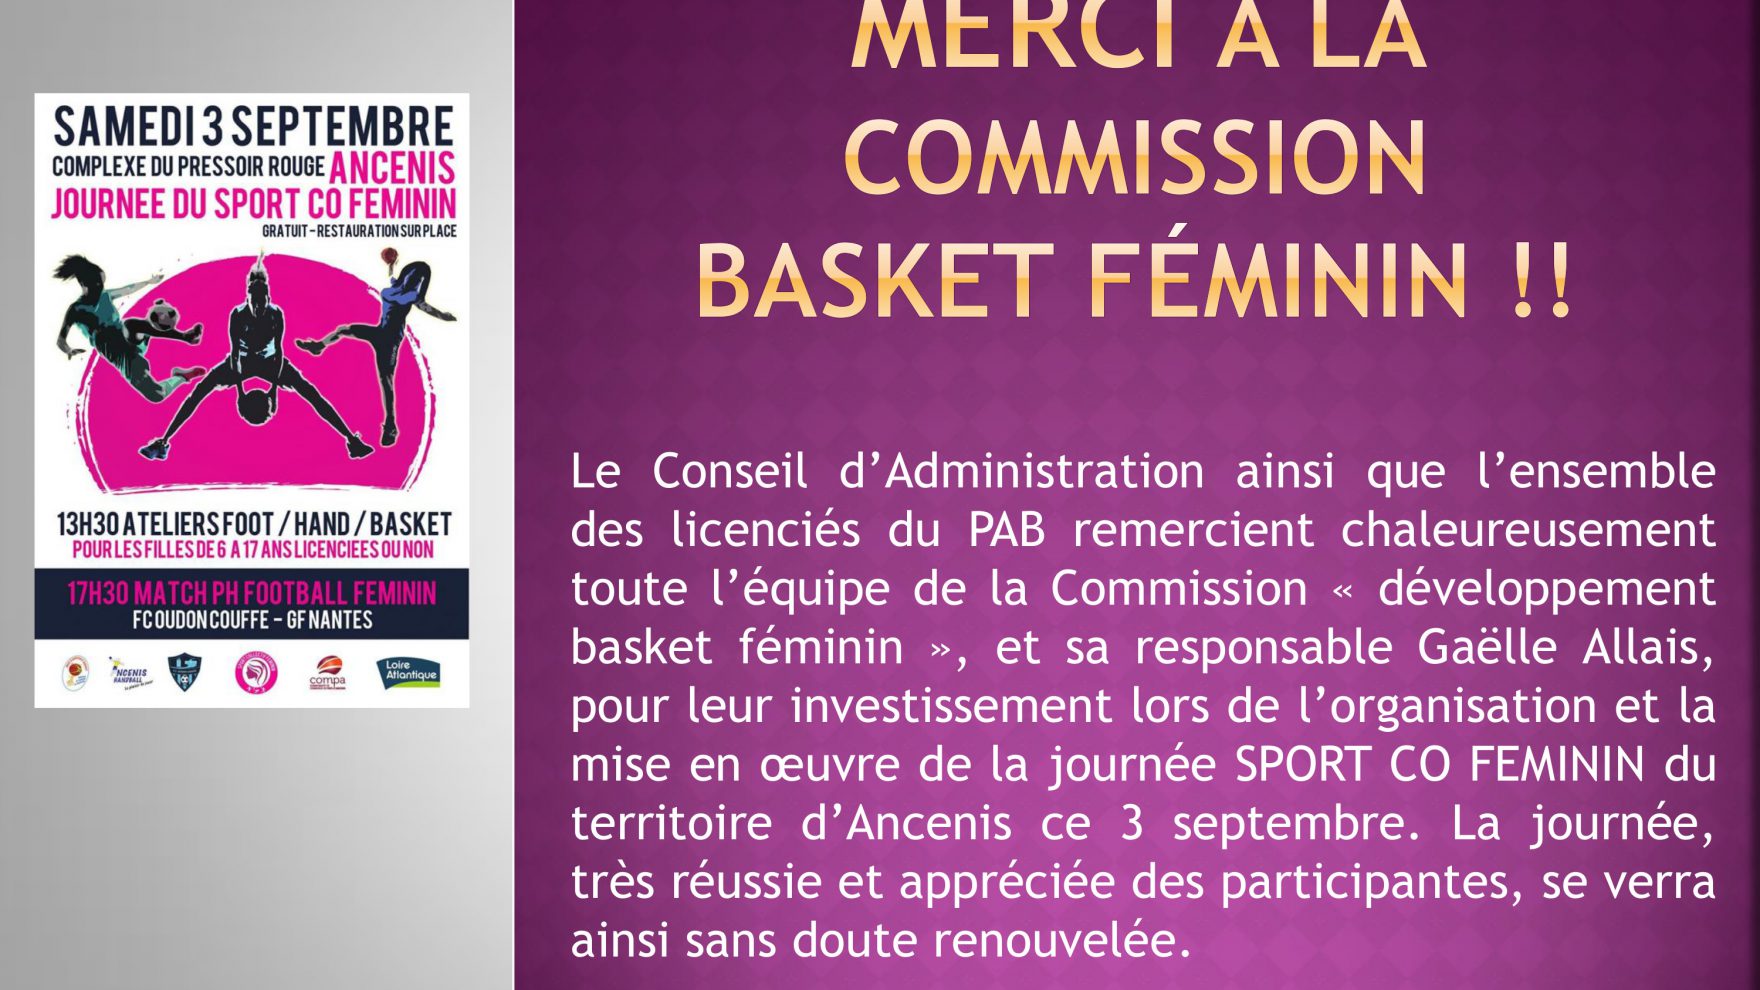 SAMEDI 3 SEPTEMBRE
COMPLEXE DU PRESSOIR ROUGE ANCENIS
JOURNEE DU SPORT CO FEMININ
GRATUIT - RESTAURATION SUR PLACE
13H30 ATELIERS FOOT / HAND / BASKET
POUR LES FILLES DE 6 A 17 ANS LICENCIEES OU NON
17H30 MATCH PH FOOTBALL FEMININ
FC OUDON COUFFE - GF NANTES
ANCENIS
HANDBALL
compa
Loire
Atlantique
MERCI A LA
COMMISSION
BASKET FÉMININ !!
Le Conseil d’Administration ainsi que l’ensemble
des licenciés du PAB remercient chaleureusement
toute l’équipe de la Commission « développement
basket féminin », et sa responsable Gaëlle Allais,
pour leur investissement lors de l’organisation et la
mise en œuvre de la journée SPORT CO FEMININ du
territoire d’Ancenis ce 3 septembre. La journée,
très réussie et appréciée des participantes, se verra
ainsi sans doute renouvelée.